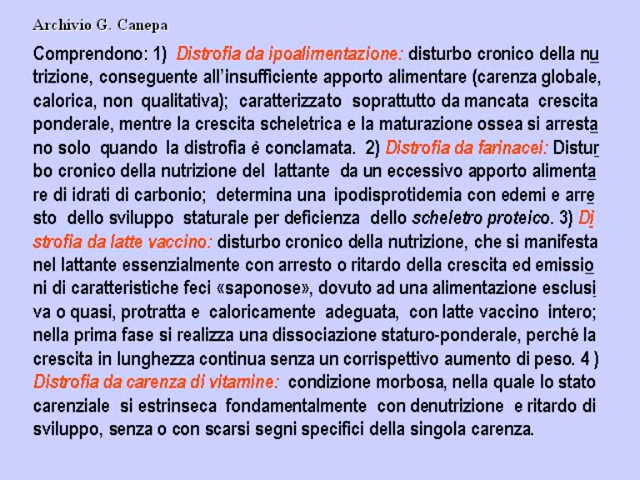 Archivio G. Canepa
Comprendono: 1) Distrofia da ipoalimentazione: disturbo cronico della nu
trizione, conseguente all’insufficiente apporto alimentare (carenza globale,
calorica, non qualitativa); caratterizzato soprattutto da mancata crescita
ponderale, mentre la crescita scheletrica e la maturazione ossea si arresta
no solo quando la distrofia è conclamata. 2) Distrofia da farinacei: Distur
bo cronico della nutrizione del lattante da un eccessivo apporto alimenta
re di idrati di carbonio; determina una ipodisprotidemia con edemi e arre
sto dello sviluppo staturale per deficienza dello scheletro proteico. 3) Di
strofia da latte vaccino: disturbo cronico della nutrizione, che si manifesta
nel lattante essenzialmente con arresto o ritardo della crescita ed emissio
ni di caratteristiche feci «saponose», dovuto ad una alimentazione esclusi
va o quasi, protratta e caloricamente adeguata, con latte vaccino intero;
nella prima fase si realizza una dissociazione staturo-ponderale, perché la
crescita in lunghezza continua senza un corrispettivo aumento di peso. 4 )
Distrofia da carenza di vitamine: condizione morbosa, nella quale lo stato
carenziale si estrinseca fondamentalmente con denutrizione e ritardo di
sviluppo, senza o con scarsi segni specifici della singola carenza.